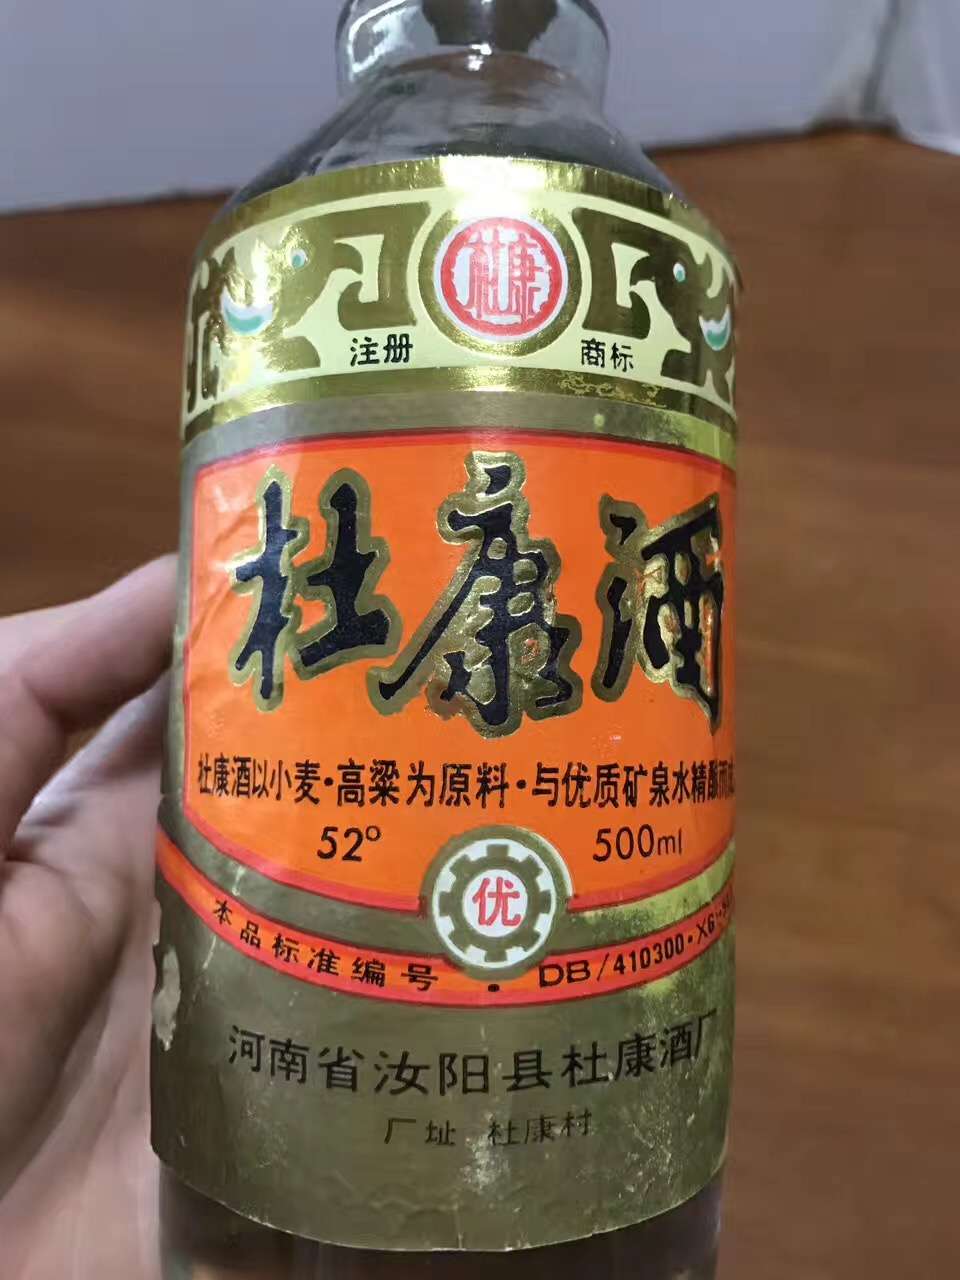 杜康
注册 商标
杜康酒
杜康酒以小麦·高粱为原料·与优质矿泉水精酿而
52° 500ml
优
本品标准编号·DB/410300·X6
河南省汝阳县杜康酒厂
厂址 杜康村